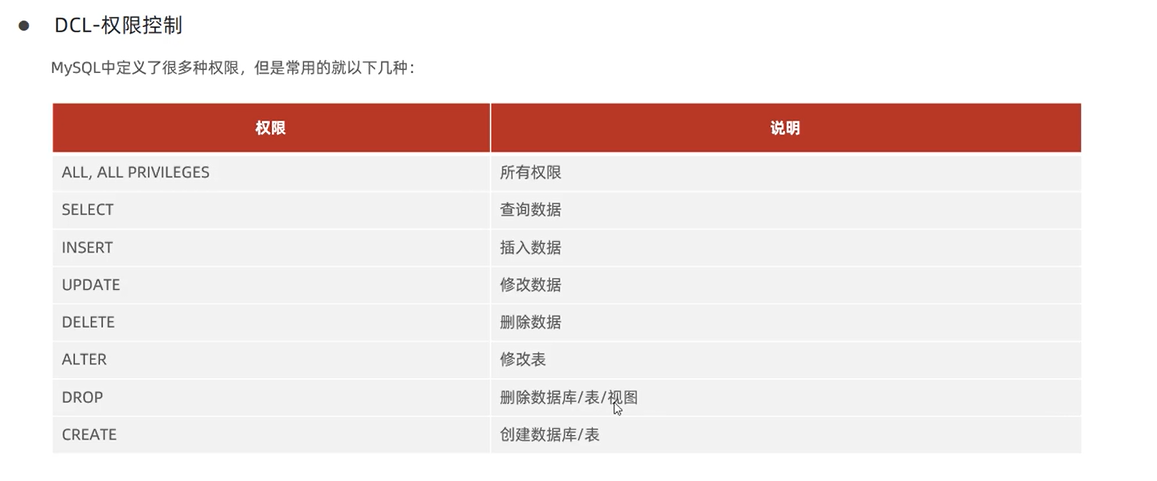 DCL-权限控制
MySQL中定义了很多种权限，但是常用的就以下几种：
权限 说明
ALL, ALL PRIVILEGES 所有权限
SELECT 查询数据
INSERT 插入数据
UPDATE 修改数据
DELETE 删除数据
ALTER 修改表
DROP 删除数据库/表/视图
CREATE 创建数据库/表